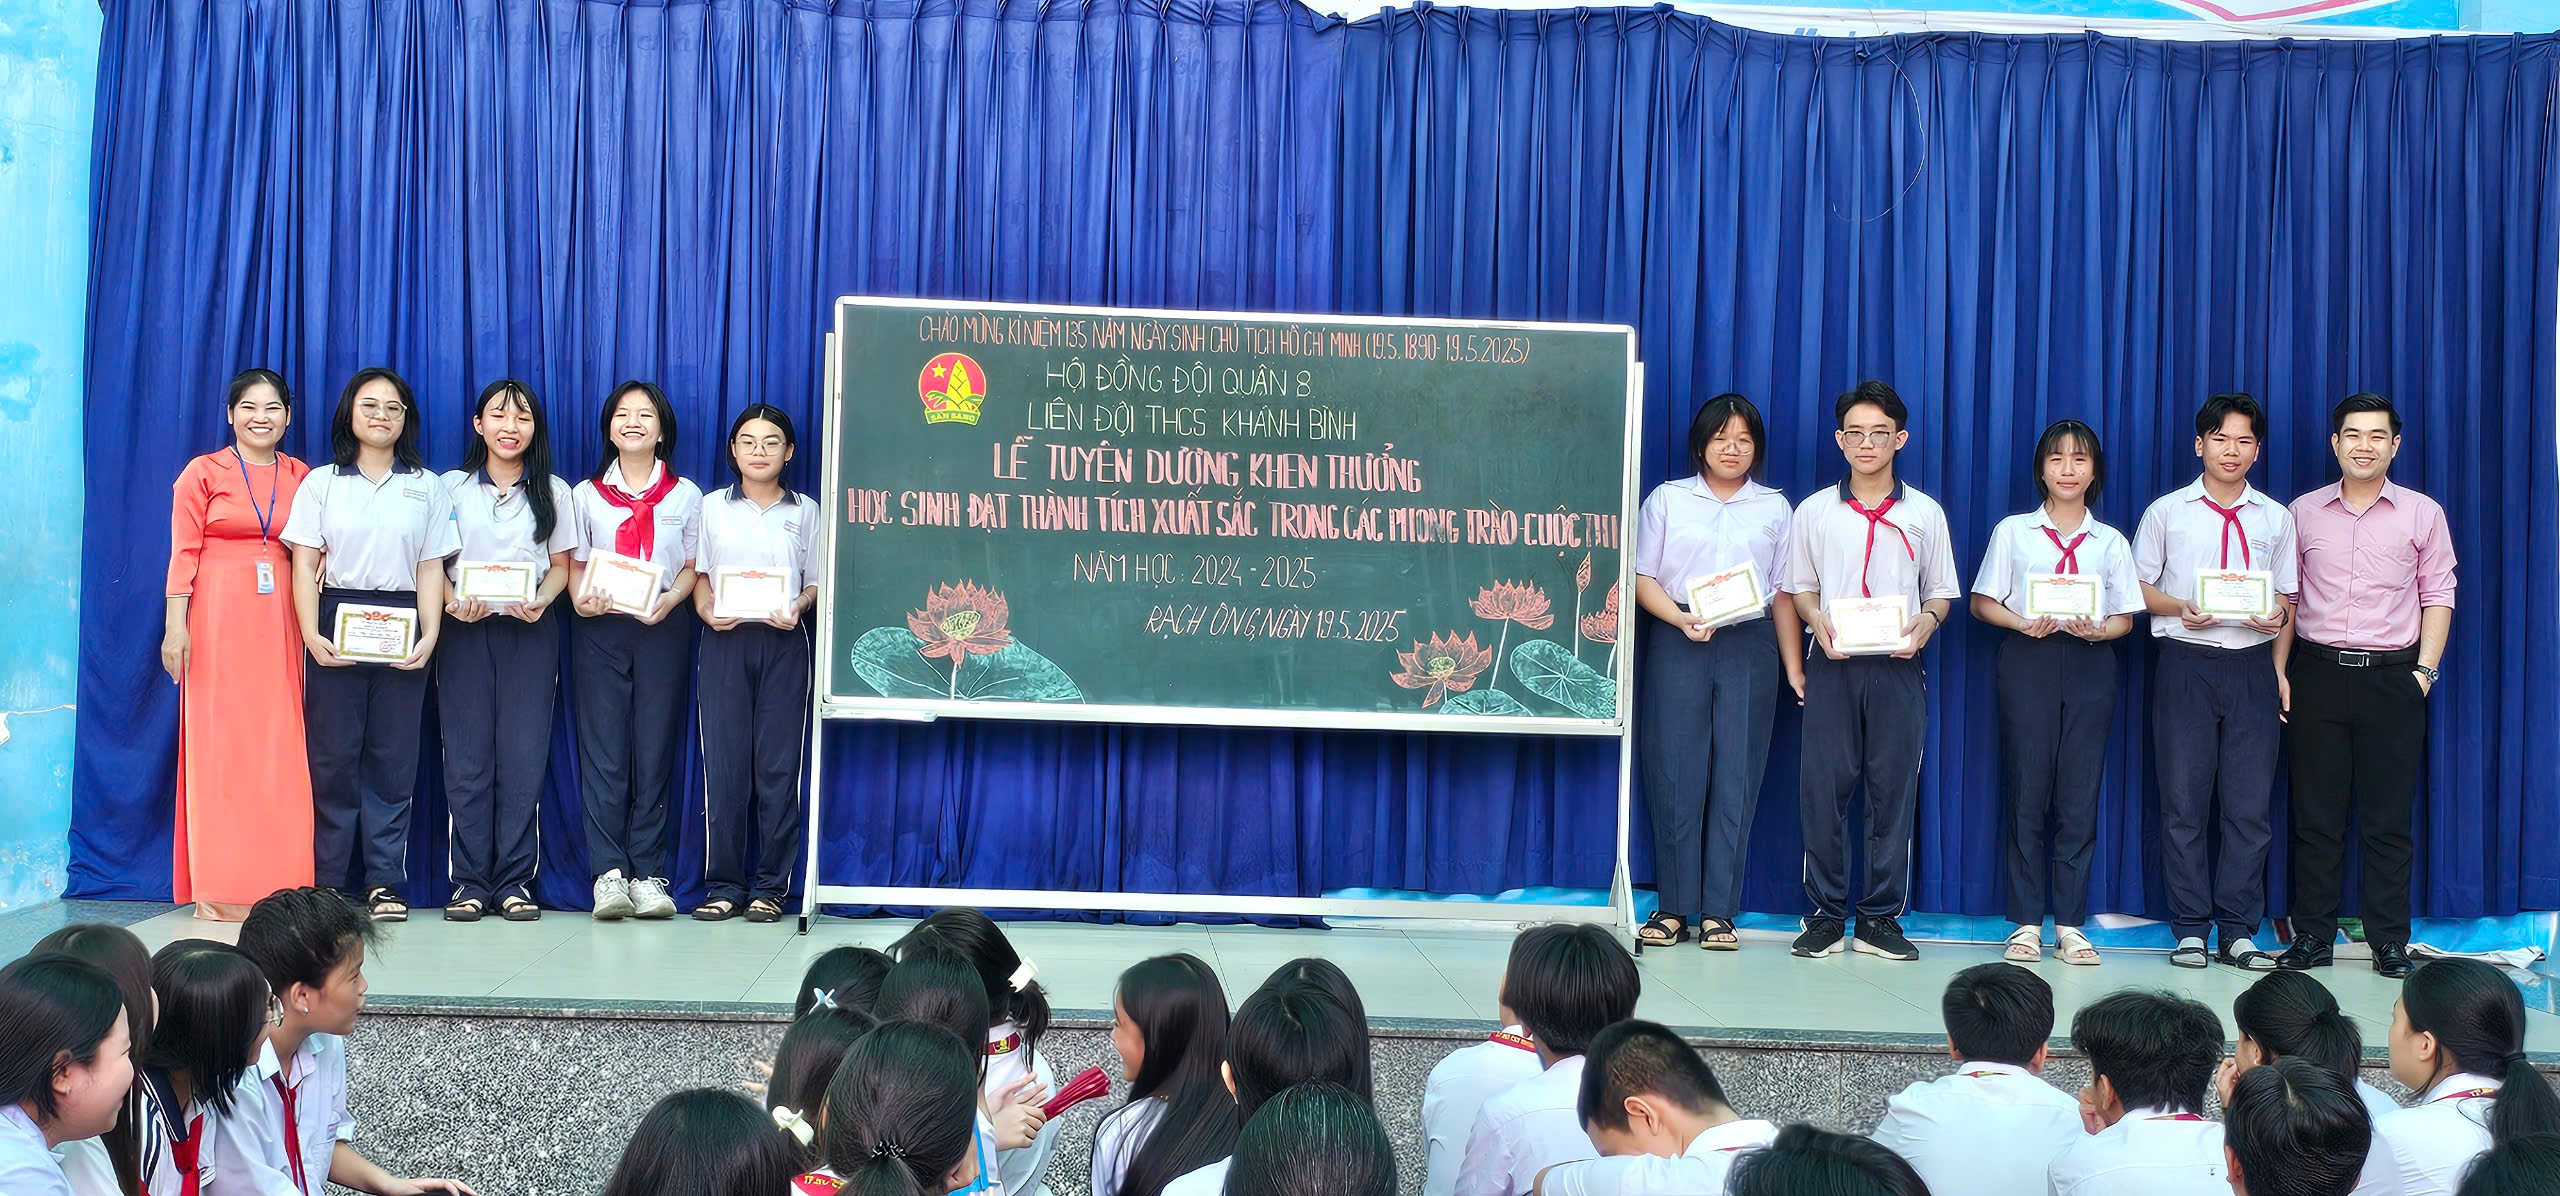 CHÀO MỪNG KỈ NIỆM 135 NĂM NGÀY SINH CHỦ TỊCH HỒ CHÍ MINH (19.5.1890-19.5.2025)
SẴN SÀNG
HỘI ĐỒNG ĐỘI QUẬN 8
LIÊN ĐỘI THCS KHÁNH BÌNH
LỄ TUYÊN DƯƠNG KHEN THƯỞNG
HỌC SINH ĐẠT THÀNH TÍCH XUẤT SẮC TRONG CÁC PHONG TRÀO-CUỘC THI
NĂM HỌC: 2024-2025
RẠCH ÔNG, NGÀY 19.5.2025